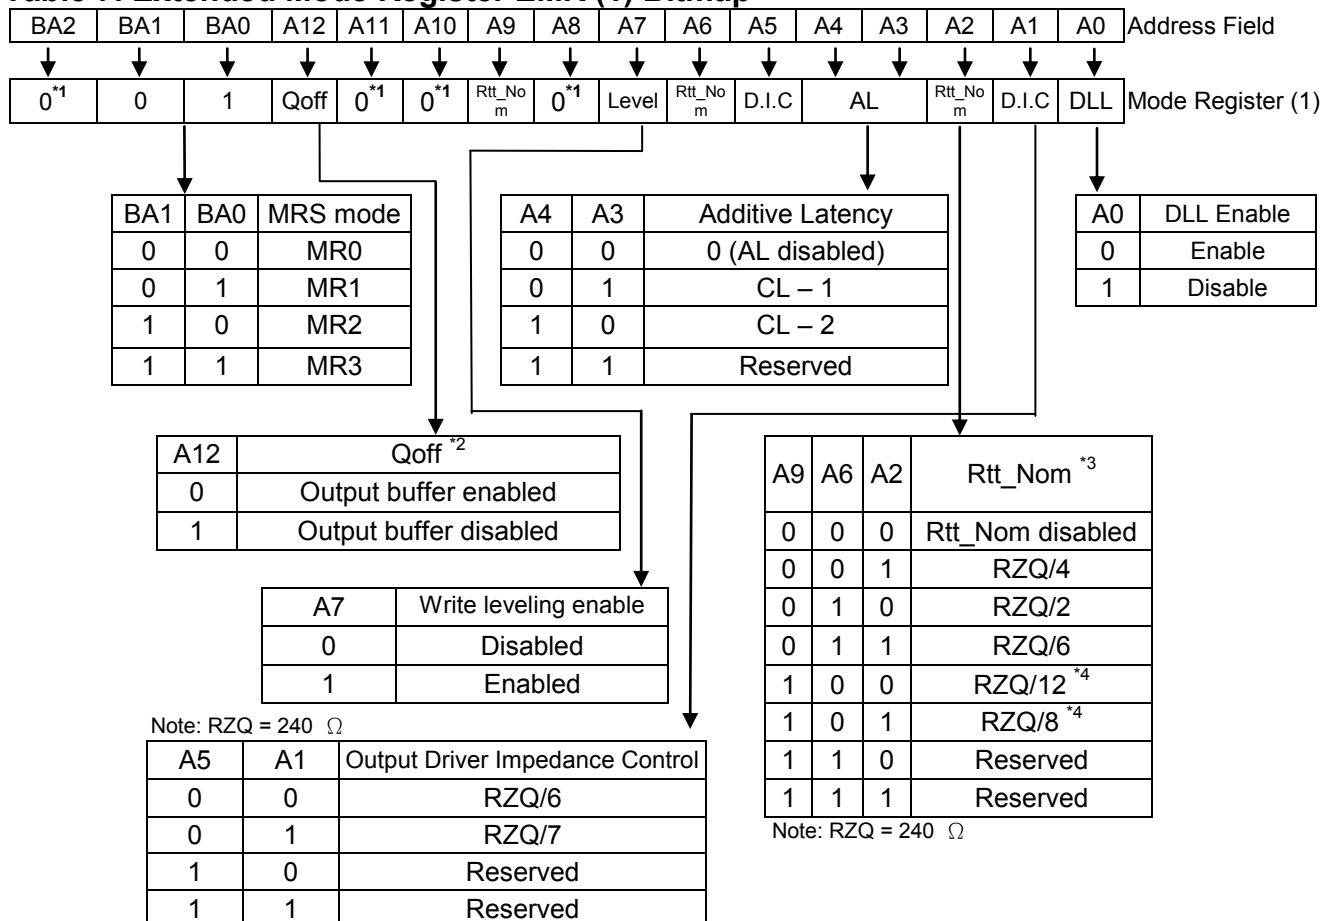 Extended Mode Register EMR (1) Bitmap
BA2 BA1 BA0 A12 A11 A10 A9 A8 A7 A6 A5 A4 A3 A2 A1 A0 Address Field
0*1 0 1 Qoff 0*1 0*1 Rtt_Nom 0*1 Level Rtt_Nom D.I.C AL Rtt_Nom D.I.C DLL Mode Register (1)
BA1 BA0 MRS mode
0 0 MR0
0 1 MR1
1 0 MR2
1 1 MR3
A4 A3 Additive Latency
0 0 0 (AL disabled)
0 1 CL – 1
1 0 CL – 2
1 1 Reserved
A0 DLL Enable
0 Enable
1 Disable
A12 Qoff *2
0 Output buffer enabled
1 Output buffer disabled
A9 A6 A2 Rtt_Nom *3
0 0 0 Rtt_Nom disabled
0 0 1 RZQ/4
0 1 0 RZQ/2
0 1 1 RZQ/6
1 0 0 RZQ/12 *4
1 0 1 RZQ/8 *4
1 1 0 Reserved
1 1 1 Reserved
Note: RZQ = 240 Ω
A7 Write leveling enable
0 Disabled
1 Enabled
Note: RZQ = 240 Ω
A5 A1 Output Driver Impedance Control
0 0 RZQ/6
0 1 RZQ/7
1 0 Reserved
1 1 Reserved